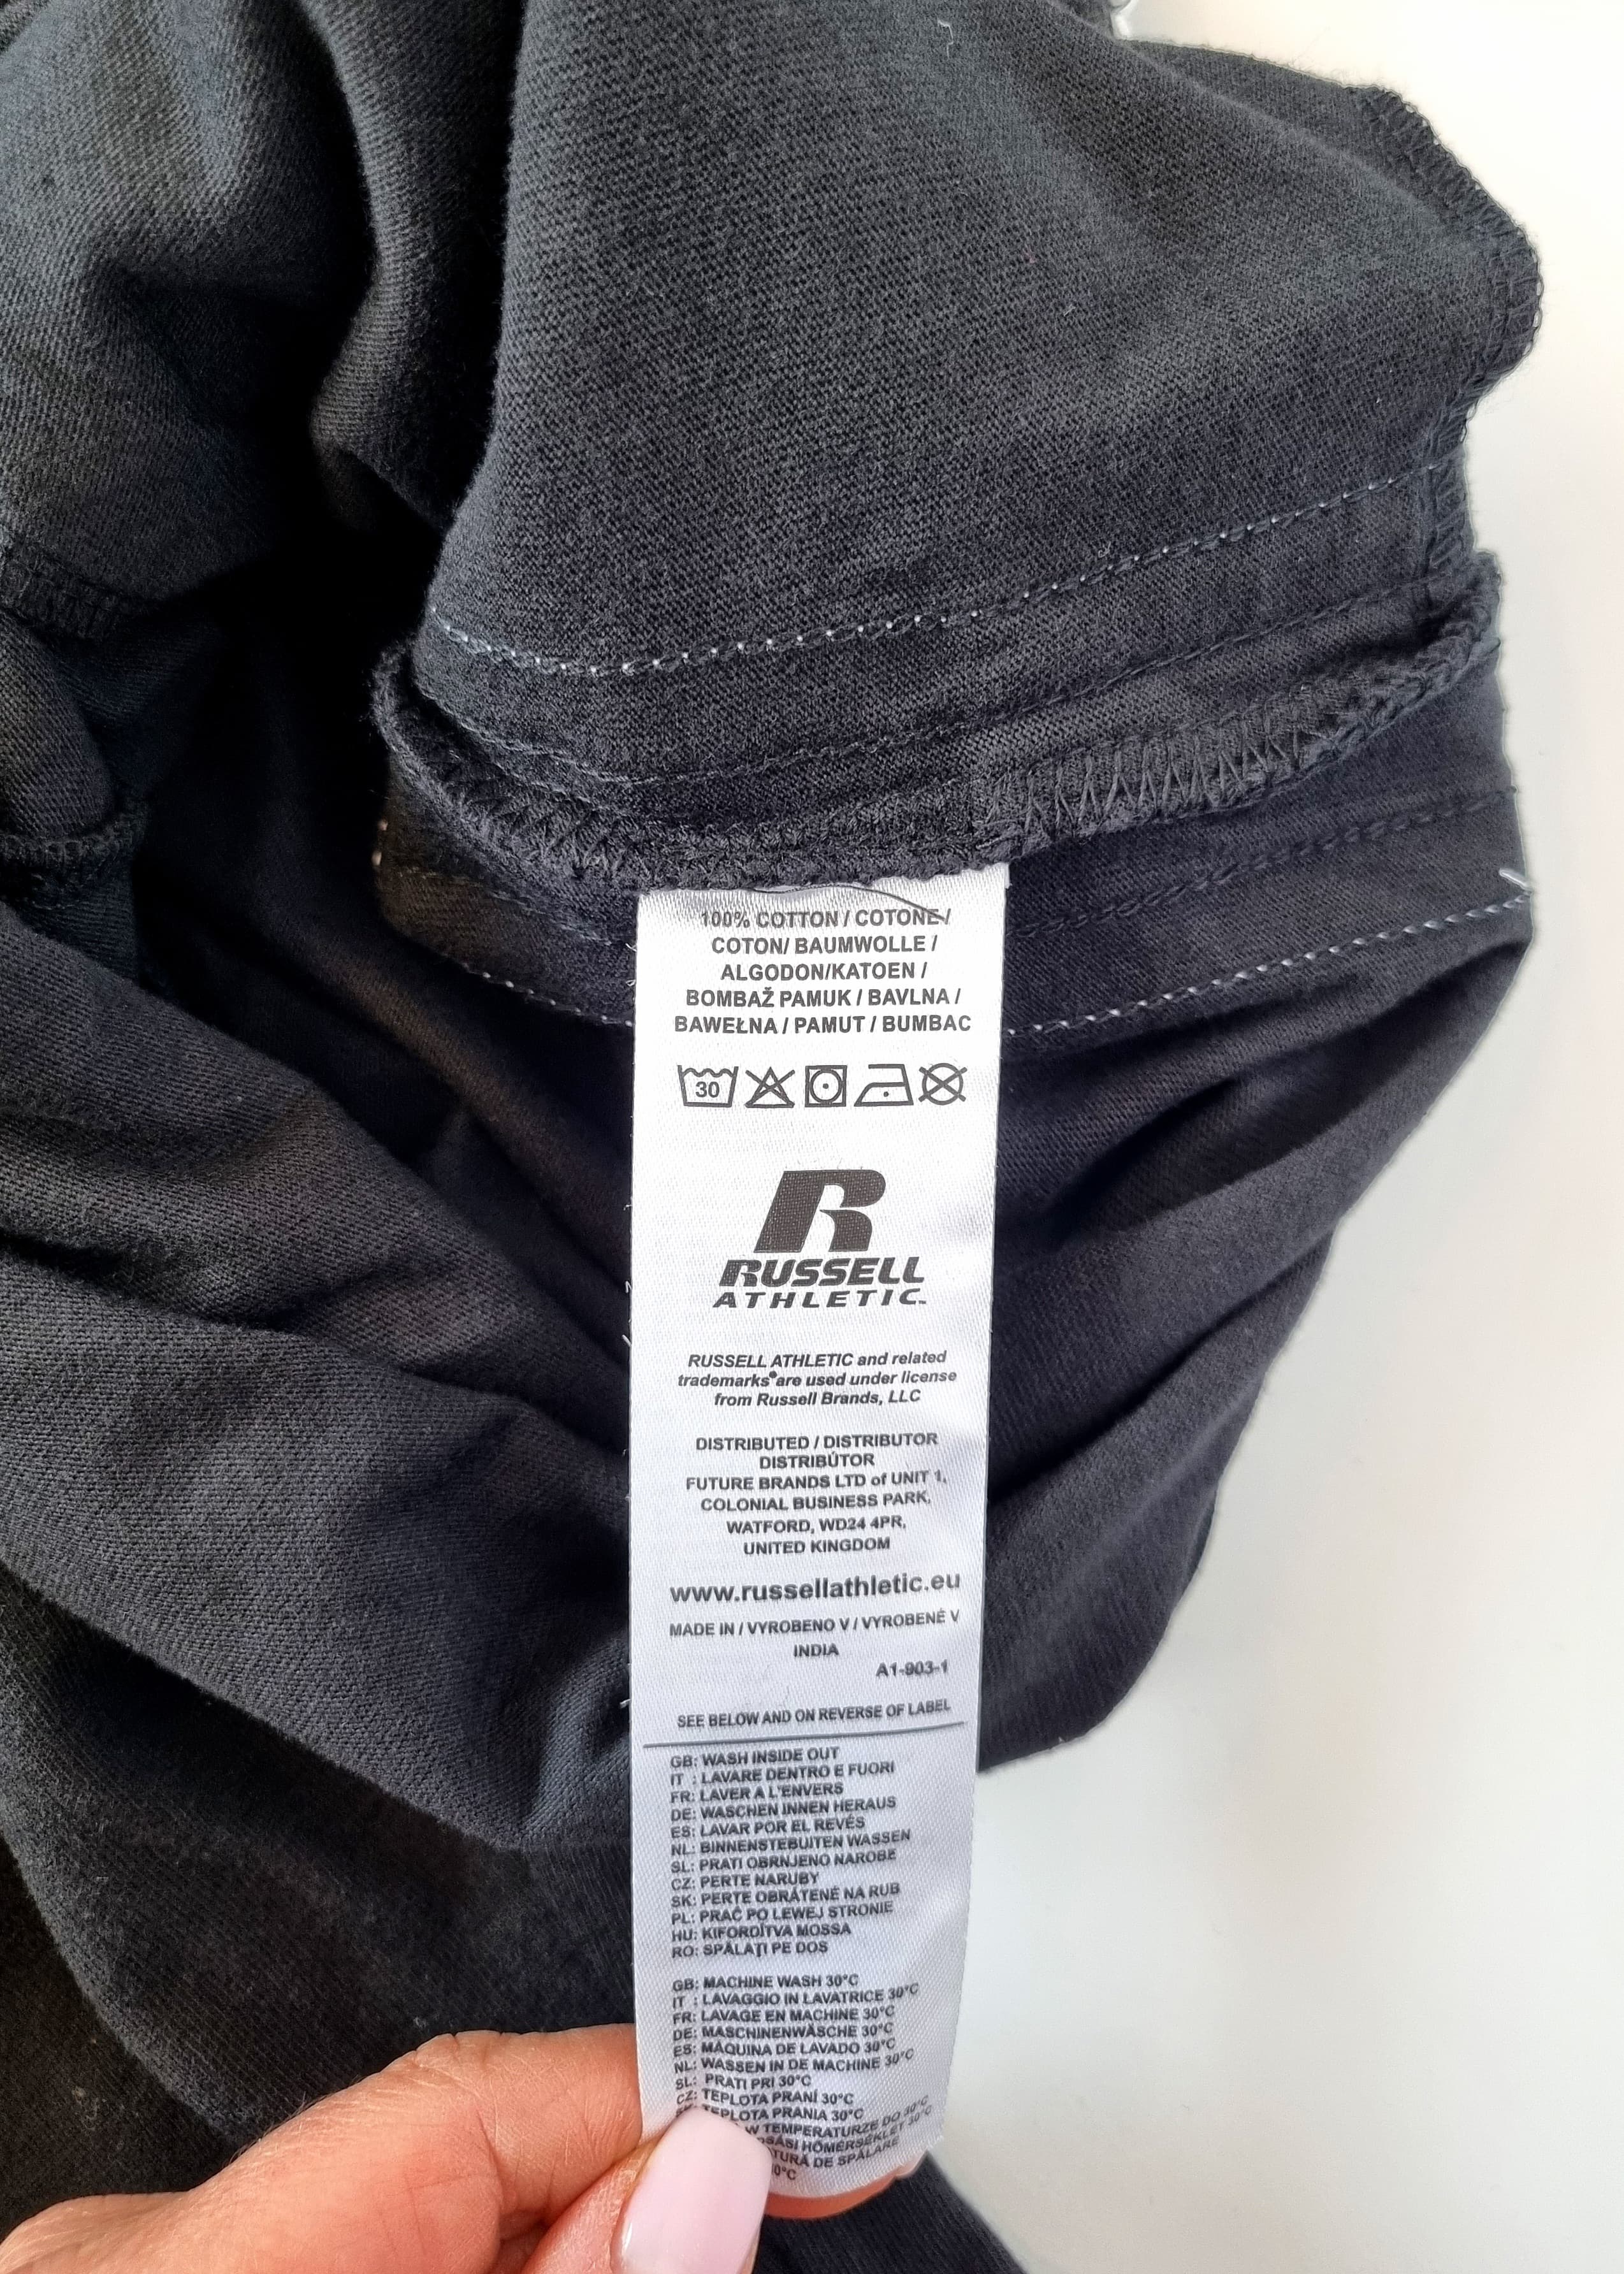 100% COTTON / COTONE /
COTON/ BAUMWOLLE /
ALGODON/KATOEN /
BOMBAŽ PAMUK / BAVLNA /
BAWEŁNA / PAMUT / BUMBAC
30
R
RUSSELL
ATHLETIC
RUSSELL ATHLETIC and related
trademarks are used under license
from Russell Brands, LLC
DISTRIBUTED / DISTRIBUTOR
DISTRIBÚTOR
FUTURE BRANDS LTD of UNIT 1,
COLONIAL BUSINESS PARK,
WATFORD, WD24 4PR,
UNITED KINGDOM
www.russellathletic.eu
MADE IN / VYROBENO V / VYROBENÉ V
INDIA
A1-903-1
SEE BELOW AND ON REVERSE OF LABEL
GB: WASH INSIDE OUT
IT : LAVARE DENTRO E FUORI
FR: LAVER A L'ENVERS
DE: WASCHEN INNEN HERAUS
ES: LAVAR POR EL REVÉS
NL: BINNENSTEBUITEN WASSEN
SL: PRATI OBRNJENO NAROBE
CZ: PERTE NARUBY
SK: PERTE OBRÁTENÉ NA RUB
PL: PRAĆ PO LEWEJ STRONIE
HU: KIFORDÍTVA MOSSA
RO: SPĂLAȚI PE DOS
GB: MACHINE WASH 30°C
IT : LAVAGGIO IN LAVATRICE 30°C
FR: LAVAGE EN MACHINE 30°C
DE: MASCHINENWÄSCHE 30°C
ES: MÁQUINA DE LAVADO 30°C
NL: WASSEN IN DE MACHINE 30°C
SL: PRATI PRI 30°C
CZ: TEPLOTA PRANÍ 30°C
TEPLOTA PRANIA 30°C
W TEMPERATURZE DO 30°C
HŐMÉRSÉKLET 30°C
DE SPĂLARE